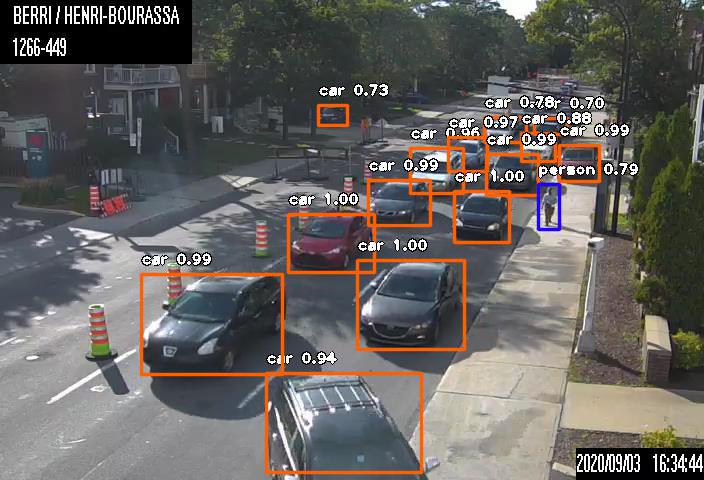 BERRI / HENRI-BOURASSA
1266-449
car 0.73
car 0.70
car 0.78
car 0.88
car 0.97
car 0.99
car 0.96
car 0.99
car 0.99
person 0.79
car 1.00
car 1.00
car 1.00
car 0.99
car 0.94
2020/09/03 16:34:44